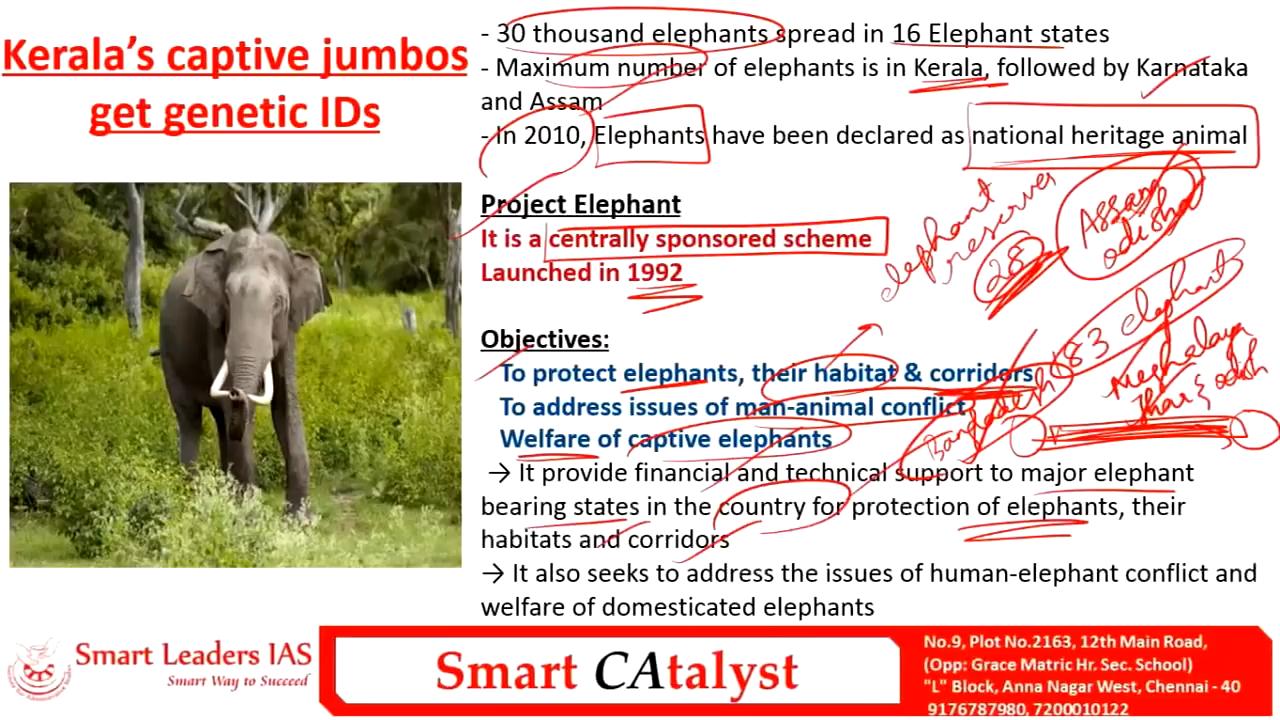 Kerala's captive jumbos
get genetic IDs
- 30 thousand elephants spread in 16 Elephant states
- Maximum number of elephants is in Kerala, followed by Karnataka
and Assam
- In 2010, Elephants have been declared as national heritage animal
Project Elephant
It is a centrally sponsored scheme
Launched in 1992
elephant
reserves
28
Assam
odisha
Objectives:
To protect elephants, their habitat & corridors
To address issues of man-animal conflict
Welfare of captive elephants
Bangladesh 183 elephants
Meghalaya
Jhar & odish
→ It provide financial and technical support to major elephant
bearing states in the country for protection of elephants, their
habitats and corridors
→ It also seeks to address the issues of human-elephant conflict and
welfare of domesticated elephants
Smart Leaders IAS
Smart Way to Succeed
Smart CAtalyst
No.9, Plot No.2163, 12th Main Road,
(Opp: Grace Matric Hr. Sec. School)
"L" Block, Anna Nagar West, Chennai - 40
9176787980, 7200010122